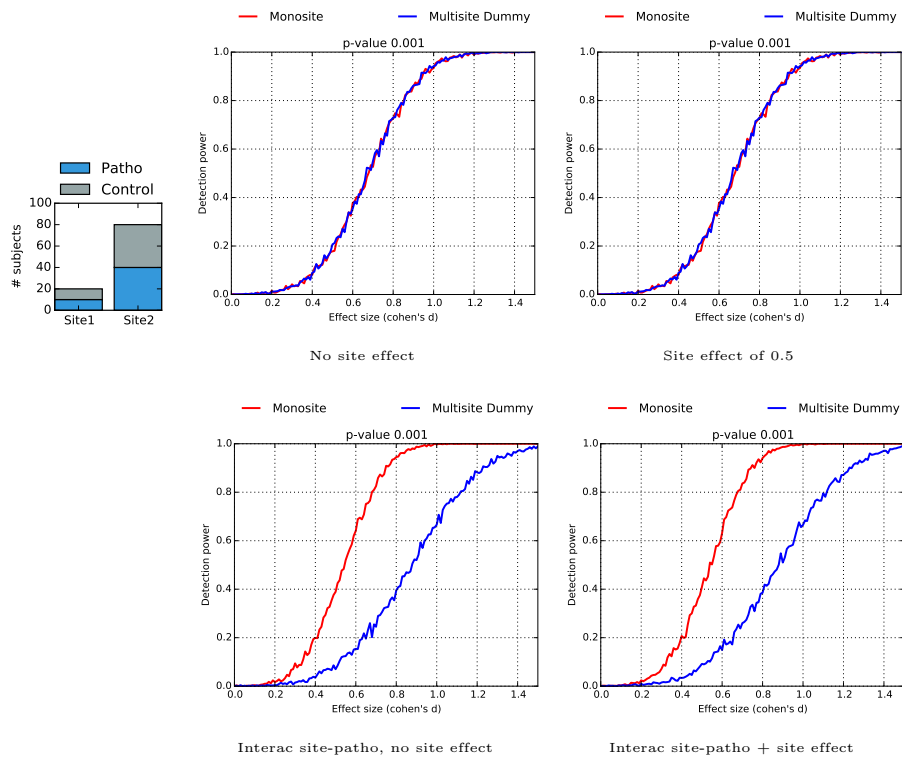 Monosite Multisite Dummy
p-value 0.001
1.0
0.8
0.6
0.4
0.2
0.0
Detection power
0.0 0.2 0.4 0.6 0.8 1.0 1.2 1.4
Effect size (cohen's d)
No site effect
Monosite Multisite Dummy
p-value 0.001
1.0
0.8
0.6
0.4
0.2
0.0
Detection power
0.0 0.2 0.4 0.6 0.8 1.0 1.2 1.4
Effect size (cohen's d)
Site effect of 0.5
Patho
Control
100
80
60
40
20
0
# subjects
Site1 Site2
Monosite Multisite Dummy
p-value 0.001
1.0
0.8
0.6
0.4
0.2
0.0
Detection power
0.0 0.2 0.4 0.6 0.8 1.0 1.2 1.4
Effect size (cohen's d)
Interac site-patho, no site effect
Monosite Multisite Dummy
p-value 0.001
1.0
0.8
0.6
0.4
0.2
0.0
Detection power
0.0 0.2 0.4 0.6 0.8 1.0 1.2 1.4
Effect size (cohen's d)
Interac site-patho + site effect